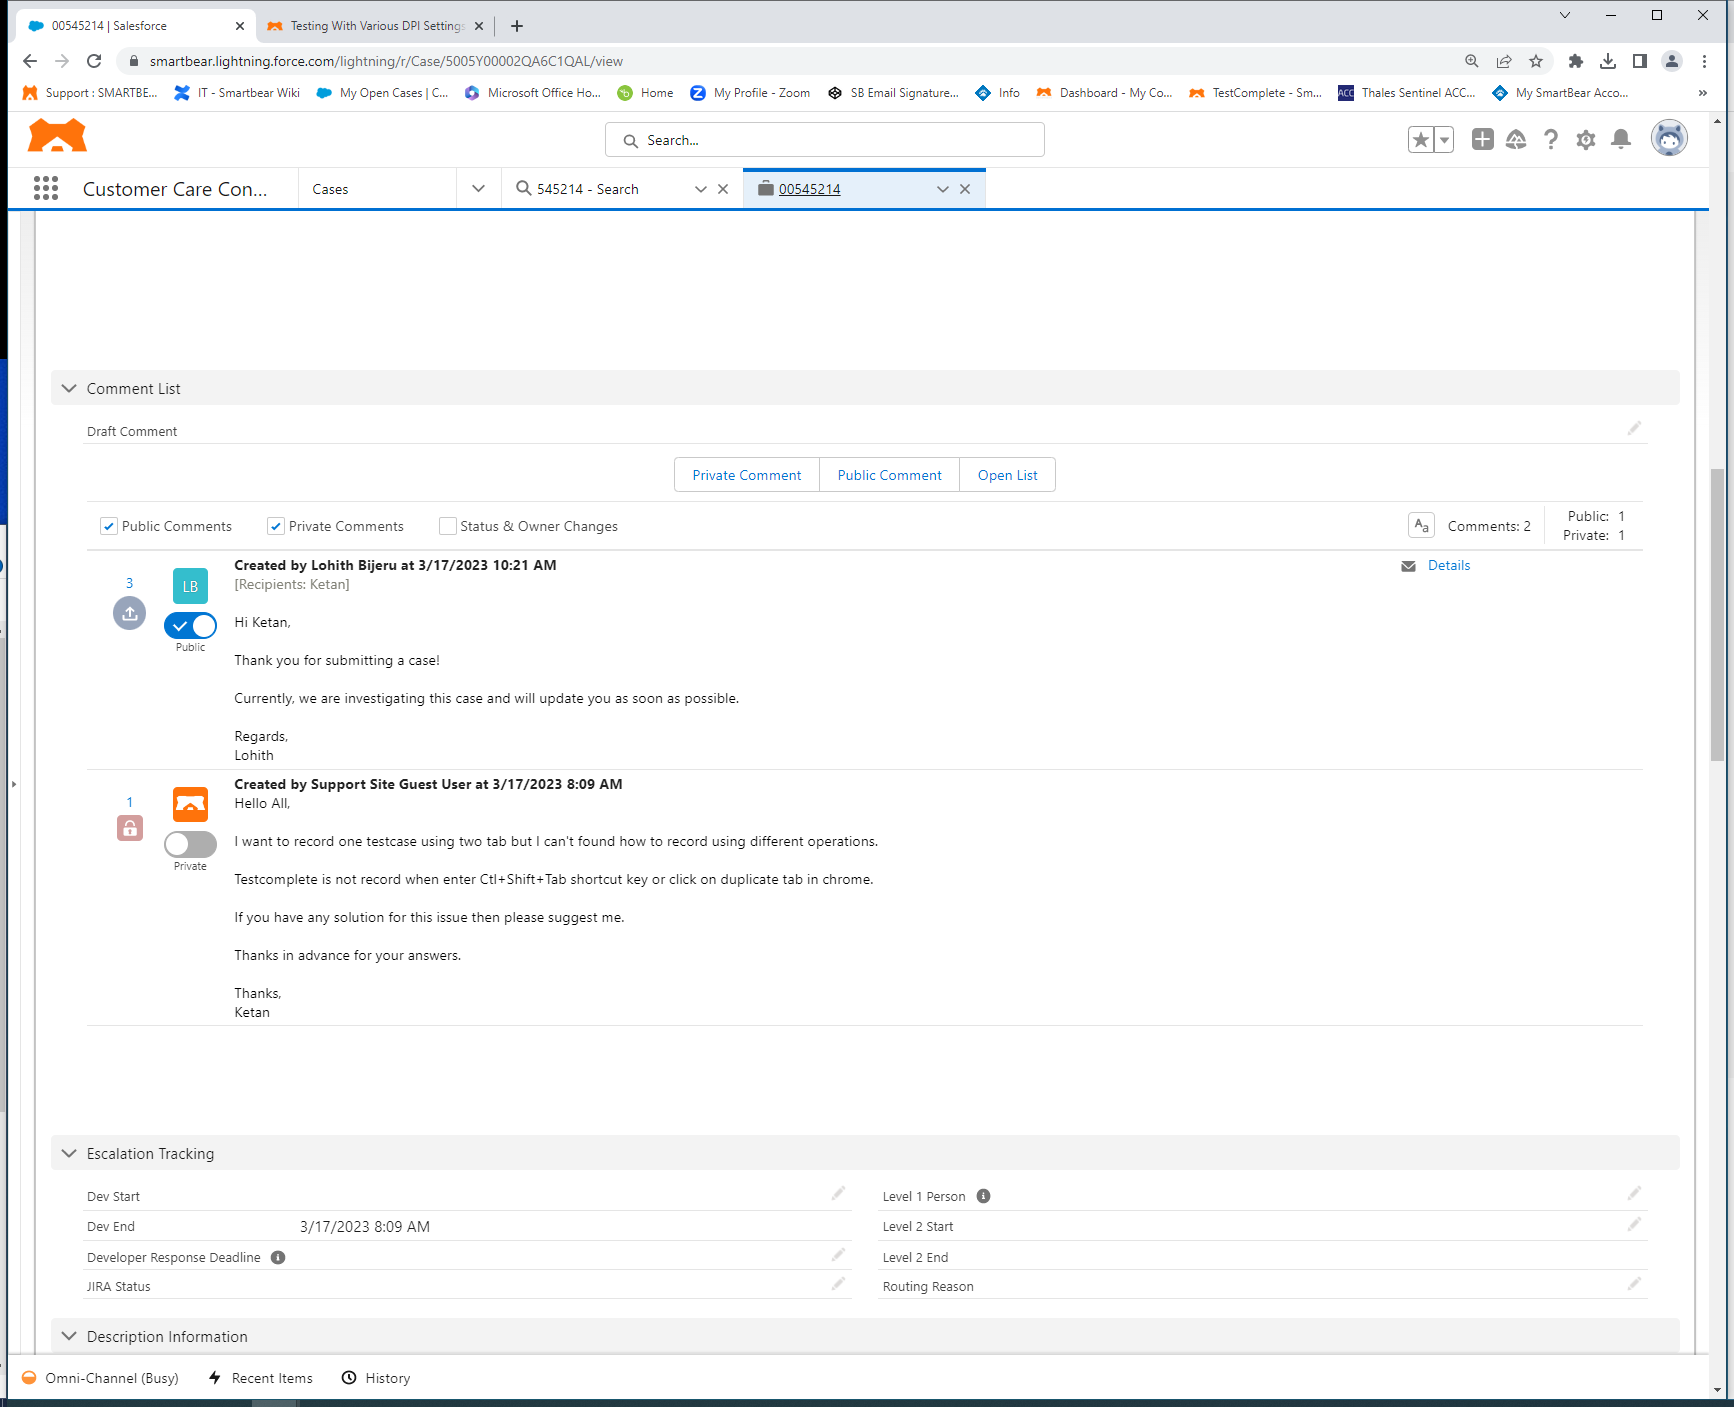 00545214 | Salesforce
Testing With Various DPI Settings
smartbear.lightning.force.com/lightning/r/Case/5005Y00002QA6C1QAL/view
Support : SMARTBE...
IT - Smartbear Wiki
My Open Cases | C...
Microsoft Office Ho...
Home
My Profile - Zoom
SB Email Signature...
Info
Dashboard - My Co...
TestComplete - Sm...
ACC
Thales Sentinel ACC...
My SmartBear Acco...
»
Search...
Customer Care Con...
Cases
545214 - Search
00545214
Comment List
Draft Comment
Private Comment
Public Comment
Open List
Public Comments
Private Comments
Status & Owner Changes
Aa
Comments: 2
Public: 1
Private: 1
3
LB
Public
Created by Lohith Bijeru at 3/17/2023 10:21 AM
Details
[Recipients: Ketan]
Hi Ketan,
Thank you for submitting a case!
Currently, we are investigating this case and will update you as soon as possible.
Regards,
Lohith
1
Private
Created by Support Site Guest User at 3/17/2023 8:09 AM
Hello All,
I want to record one testcase using two tab but I can't found how to record using different operations.
Testcomplete is not record when enter Ctl+Shift+Tab shortcut key or click on duplicate tab in chrome.
If you have any solution for this issue then please suggest me.
Thanks in advance for your answers.
Thanks,
Ketan
Escalation Tracking
Dev Start
Level 1 Person
Dev End 3/17/2023 8:09 AM
Level 2 Start
Developer Response Deadline
Level 2 End
JIRA Status
Routing Reason
Description Information
Omni-Channel (Busy)
Recent Items
History